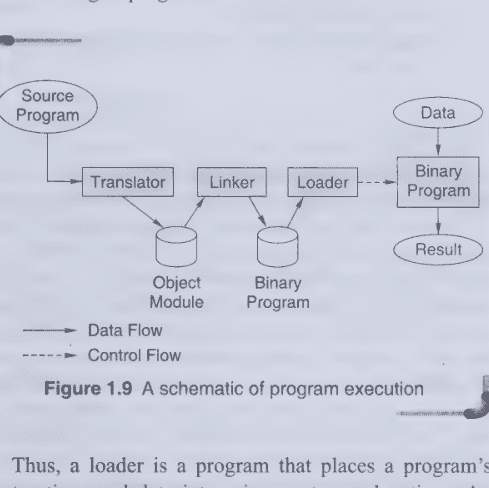 Source
Program
Data
Translator
Linker
Loader
Binary
Program
Result
Object
Module
Binary
Program
Data Flow
Control Flow
Figure 1.9 A schematic of program execution
Thus, a loader is a program that places a program's